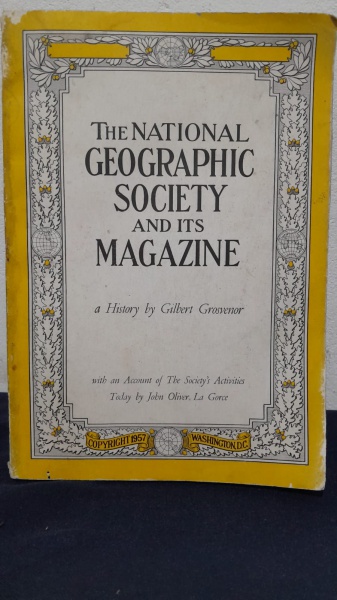 THE NATIONAL
GEOGRAPHIC
SOCIETY
AND ITS
MAGAZINE
a History by Gilbert Grosvenor
with an Account of The Society's Activities
Today by John Oliver La Gorce
COPYRIGHT 1957 WASHINGTON, D.C.